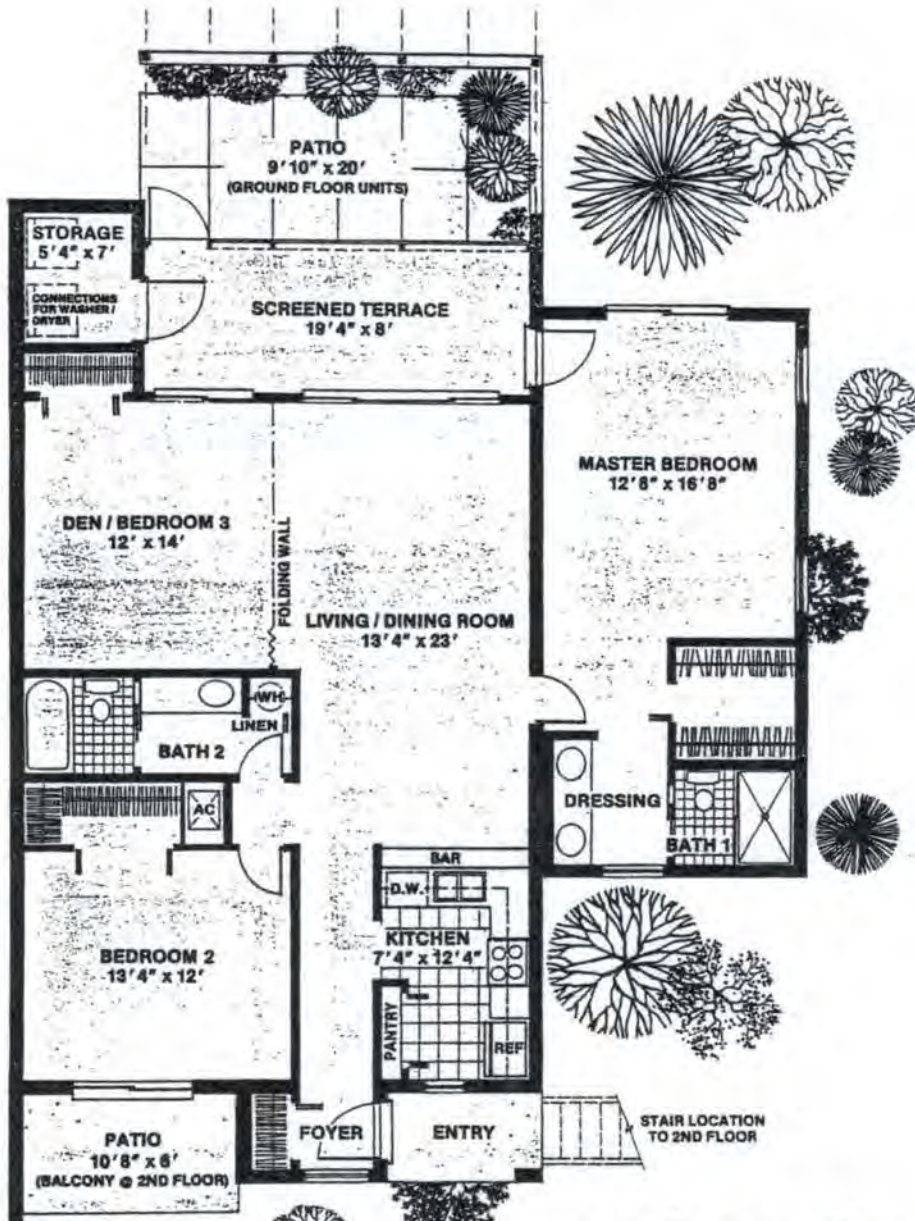 PATIO
9'10" x 20'
(GROUND FLOOR UNITS)
STORAGE
5'4" x 7'
CONNECTIONS
FOR WASHER /
DRYER
SCREENED TERRACE
19'4" x 8'
MASTER BEDROOM
12'8" x 16'8"
DEN / BEDROOM 3
12' x 14'
FOLDING WALL
LIVING / DINING ROOM
13'4" x 23'
WH
LINEN
BATH 2
AC
DRESSING
BATH 1
BAR
D.W.
KITCHEN
7'4" x 12'4"
BEDROOM 2
13'4" x 12'
PANTRY
REF
FOYER
ENTRY
STAIR LOCATION
TO 2ND FLOOR
PATIO
10'8" x 6'
(BALCONY @ 2ND FLOOR)